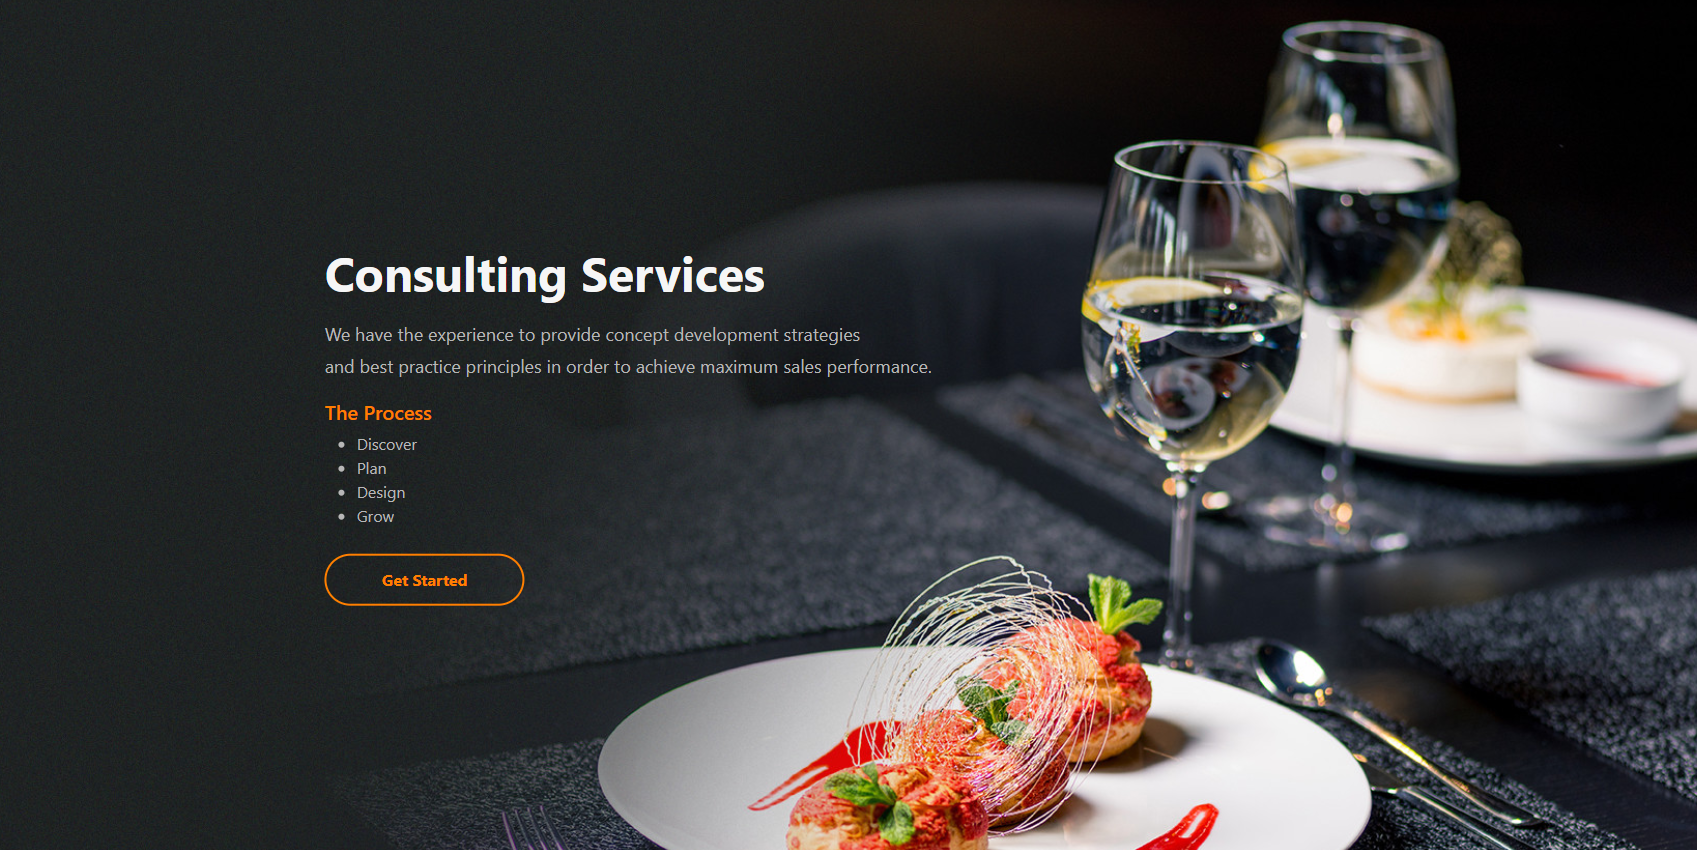 Consulting Services
We have the experience to provide concept development strategies
and best practice principles in order to achieve maximum sales performance.
The Process
Discover
Plan
Design
Grow
Get Started